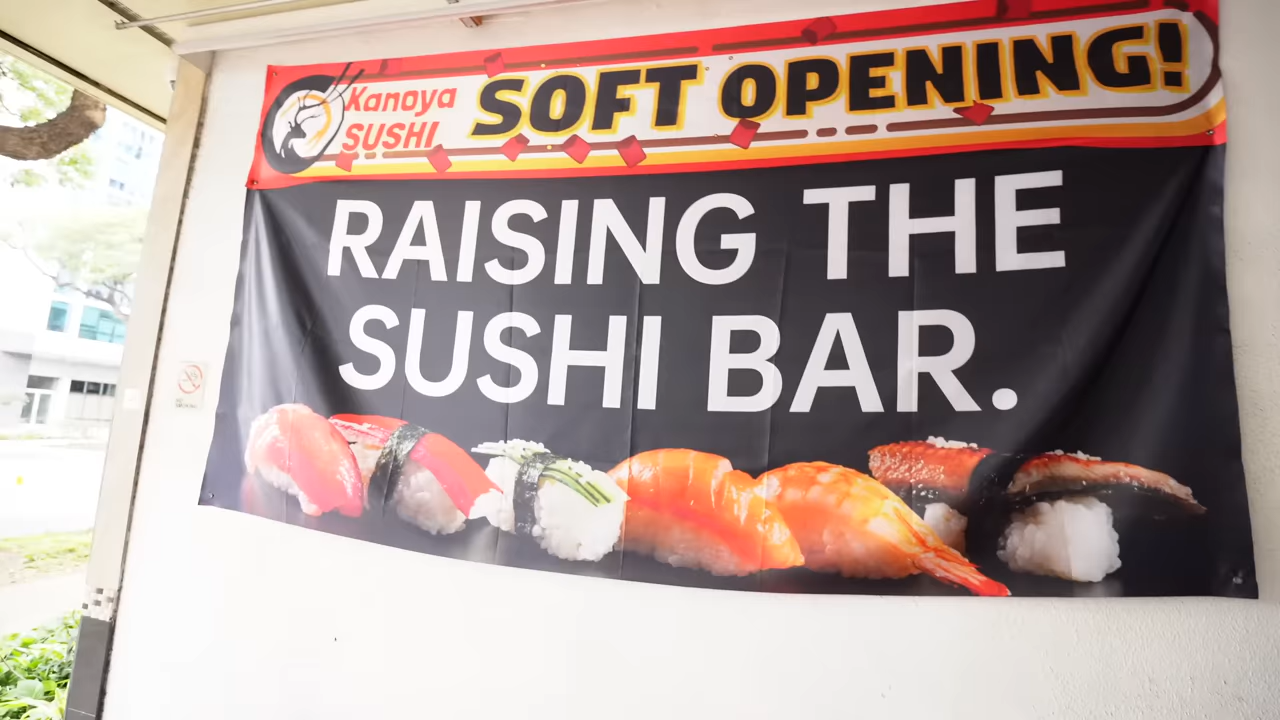 Kanoya
SUSHI
SOFT OPENING!
RAISING THE
SUSHI BAR.